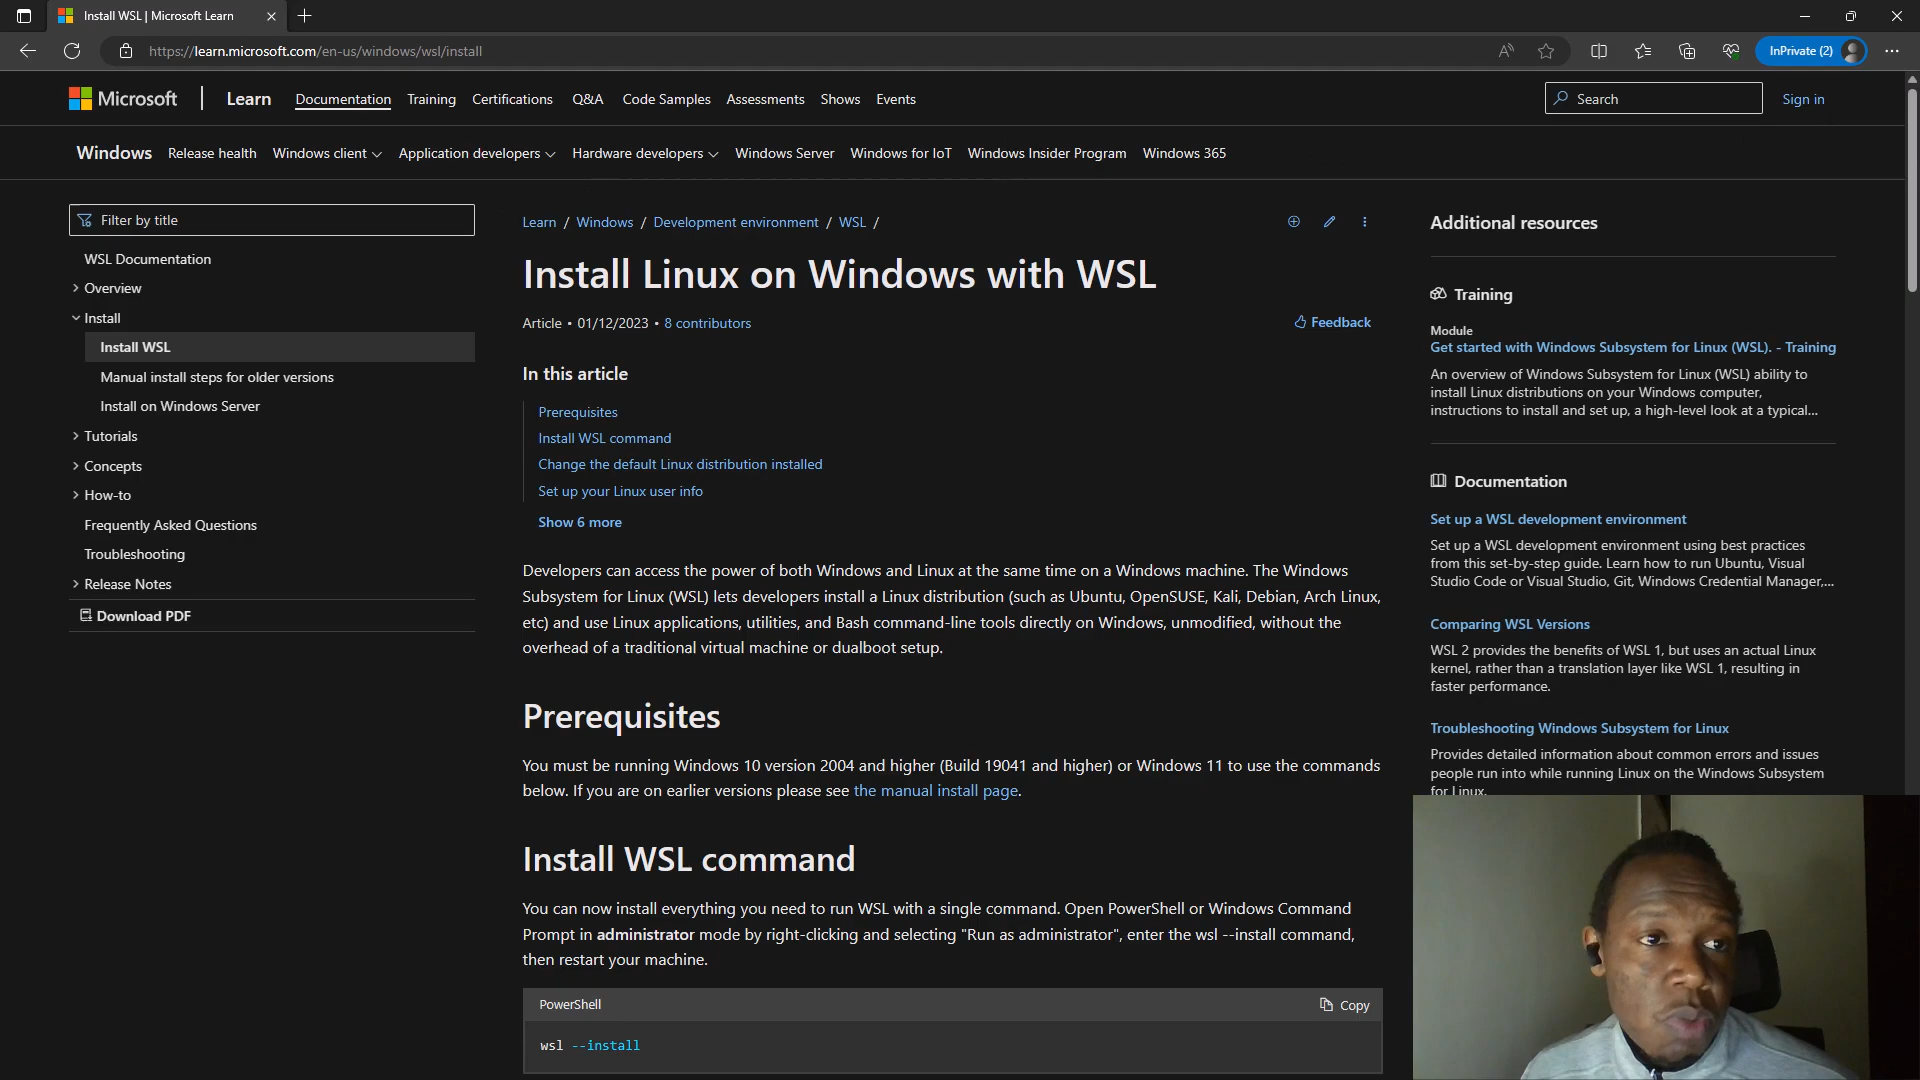 Install WSL | Microsoft Learn
https://learn.microsoft.com/en-us/windows/wsl/install
InPrivate (2)
Microsoft
Learn
Documentation
Training
Certifications
Q&A
Code Samples
Assessments
Shows
Events
Search
Sign in
Windows
Release health
Windows client
Application developers
Hardware developers
Windows Server
Windows for IoT
Windows Insider Program
Windows 365
Filter by title
WSL Documentation
Overview
Install
Install WSL
Manual install steps for older versions
Install on Windows Server
Tutorials
Concepts
How-to
Frequently Asked Questions
Troubleshooting
Release Notes
Download PDF
Learn / Windows / Development environment / WSL /
Install Linux on Windows with WSL
Article • 01/12/2023 • 8 contributors
Feedback
In this article
Prerequisites
Install WSL command
Change the default Linux distribution installed
Set up your Linux user info
Show 6 more
Developers can access the power of both Windows and Linux at the same time on a Windows machine. The Windows
Subsystem for Linux (WSL) lets developers install a Linux distribution (such as Ubuntu, OpenSUSE, Kali, Debian, Arch Linux,
etc) and use Linux applications, utilities, and Bash command-line tools directly on Windows, unmodified, without the
overhead of a traditional virtual machine or dualboot setup.
Prerequisites
You must be running Windows 10 version 2004 and higher (Build 19041 and higher) or Windows 11 to use the commands
below. If you are on earlier versions please see the manual install page.
Install WSL command
You can now install everything you need to run WSL with a single command. Open PowerShell or Windows Command
Prompt in administrator mode by right-clicking and selecting "Run as administrator", enter the wsl --install command,
then restart your machine.
PowerShell
Copy
wsl --install
Additional resources
Training
Module
Get started with Windows Subsystem for Linux (WSL). - Training
An overview of Windows Subsystem for Linux (WSL) ability to
install Linux distributions on your Windows computer,
instructions to install and set up, a high-level look at a typical...
Documentation
Set up a WSL development environment
Set up a WSL development environment using best practices
from this set-by-step guide. Learn how to run Ubuntu, Visual
Studio Code or Visual Studio, Git, Windows Credential Manager,...
Comparing WSL Versions
WSL 2 provides the benefits of WSL 1, but uses an actual Linux
kernel, rather than a translation layer like WSL 1, resulting in
faster performance.
Troubleshooting Windows Subsystem for Linux
Provides detailed information about common errors and issues
people run into while running Linux on the Windows Subsystem
for Linux.